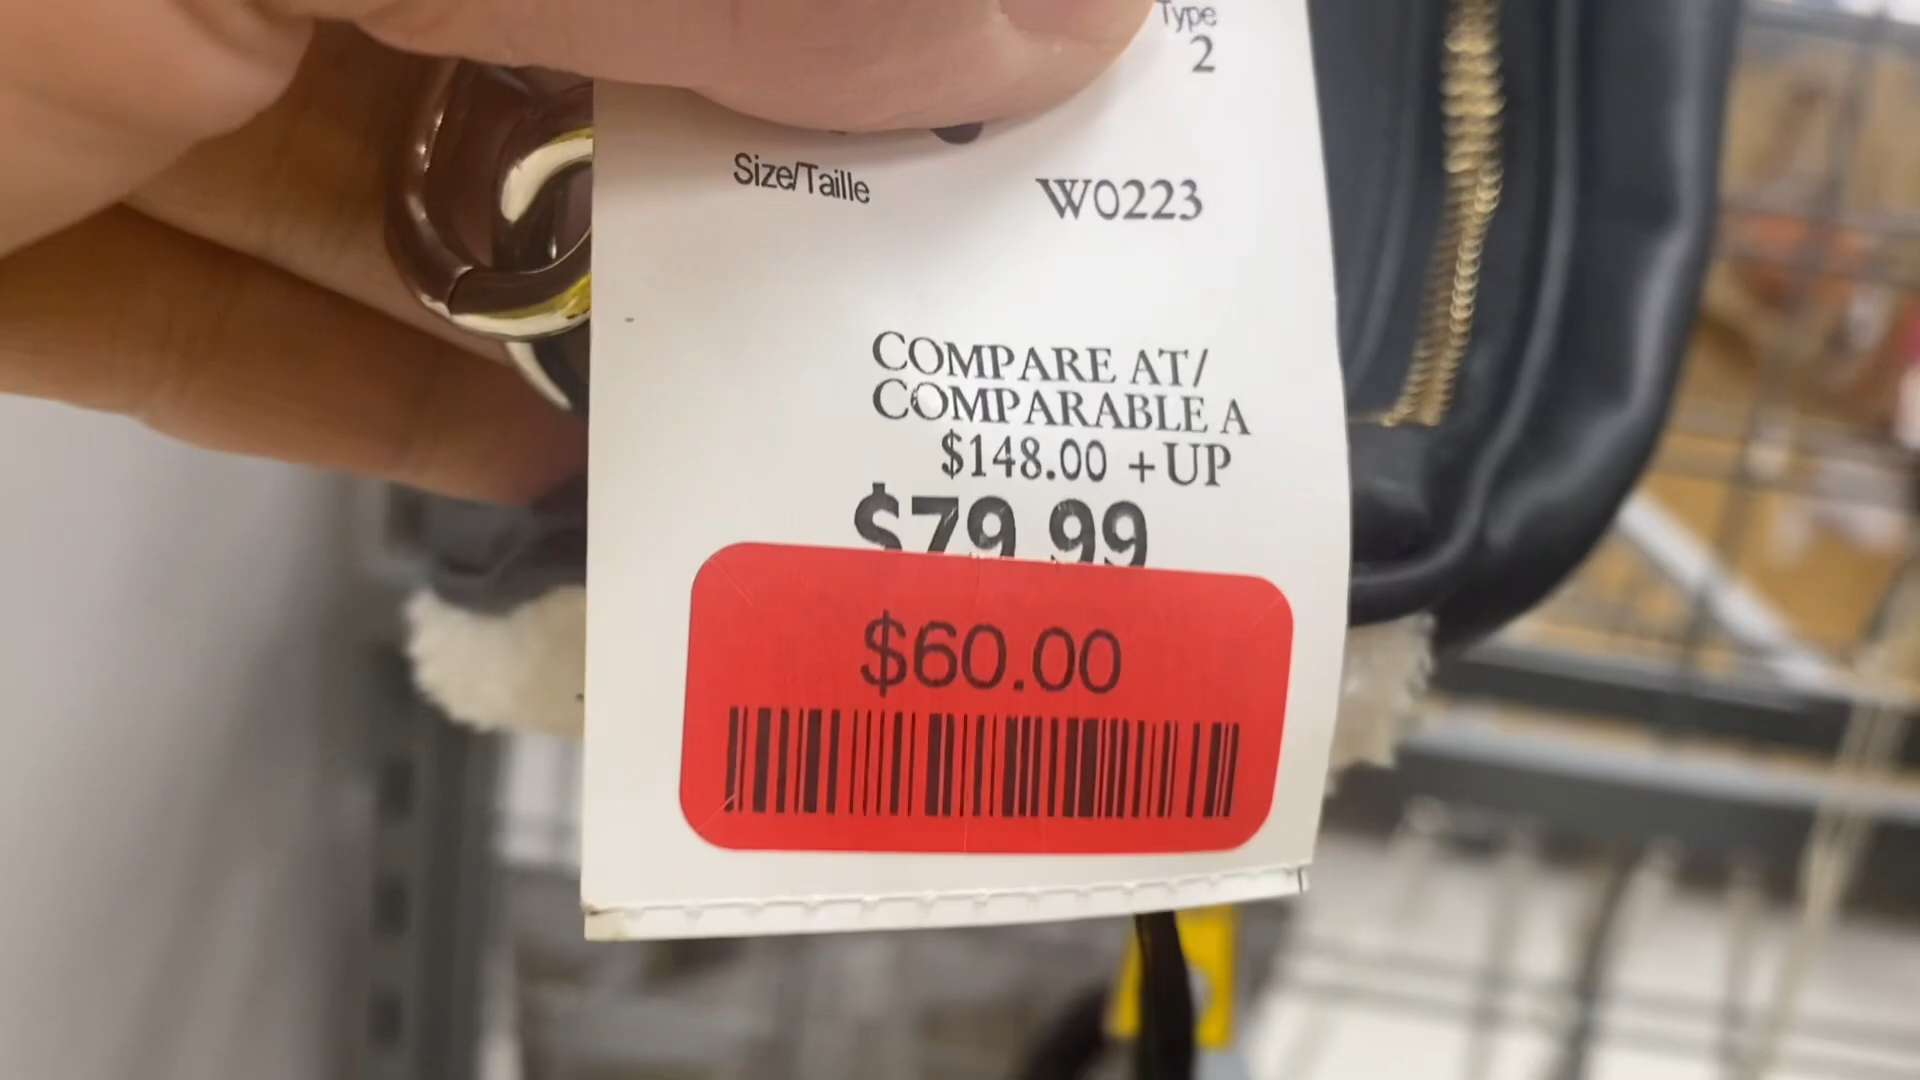 Type
2
Size/Taille
W0223
COMPARE AT/
COMPARABLE A
$148.00 +UP
$79.99
$60.00